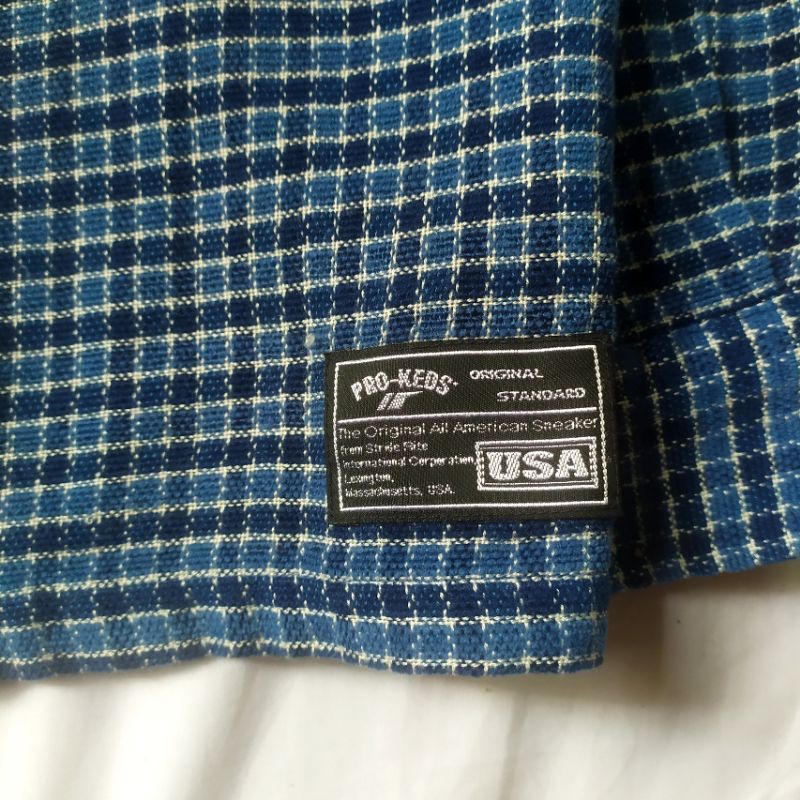 PRO-KEDS
ORIGINAL
STANDARD
The Original All American Sneaker
from Stride Rite
International Corporation,
Lexington,
Massachusetts, USA.
USA